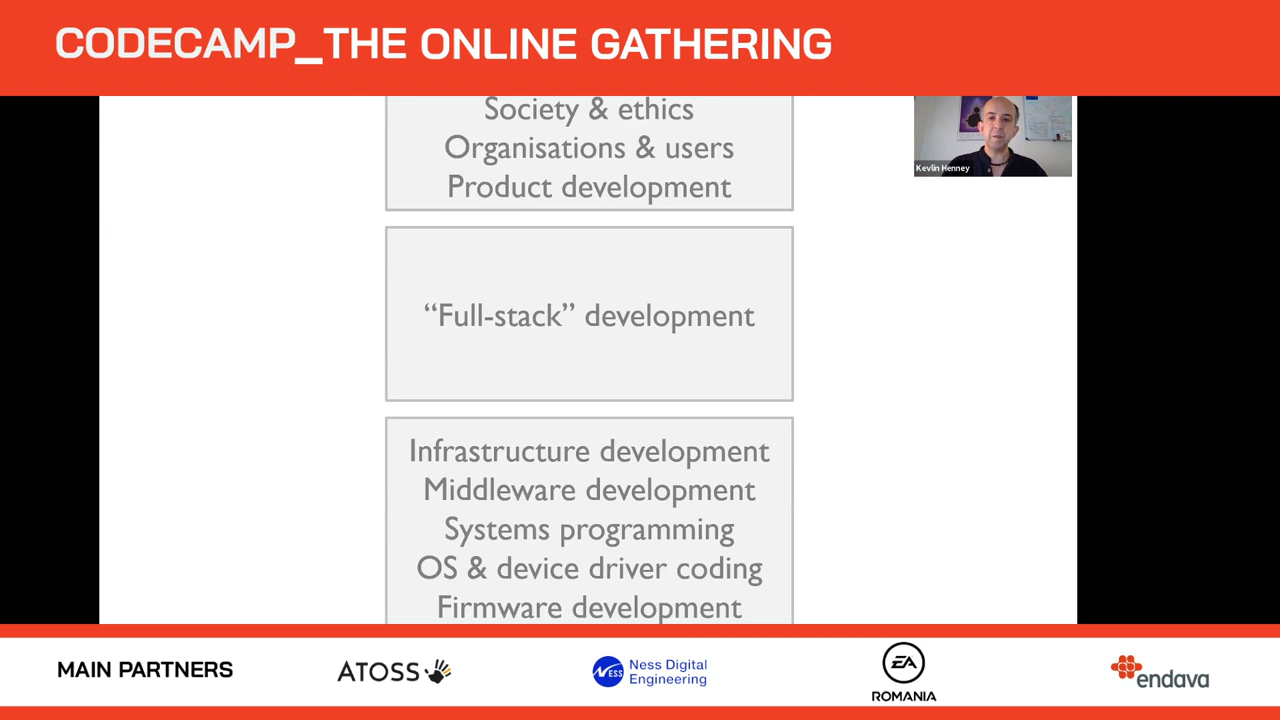 CODECAMP_THE ONLINE GATHERING
Society & ethics
Organisations & users
Product development
Kevlin Henney
“Full-stack” development
Infrastructure development
Middleware development
Systems programming
OS & device driver coding
Firmware development
MAIN PARTNERS
ATOSS
NESS
Ness Digital
Engineering
EA
ROMANIA
endava